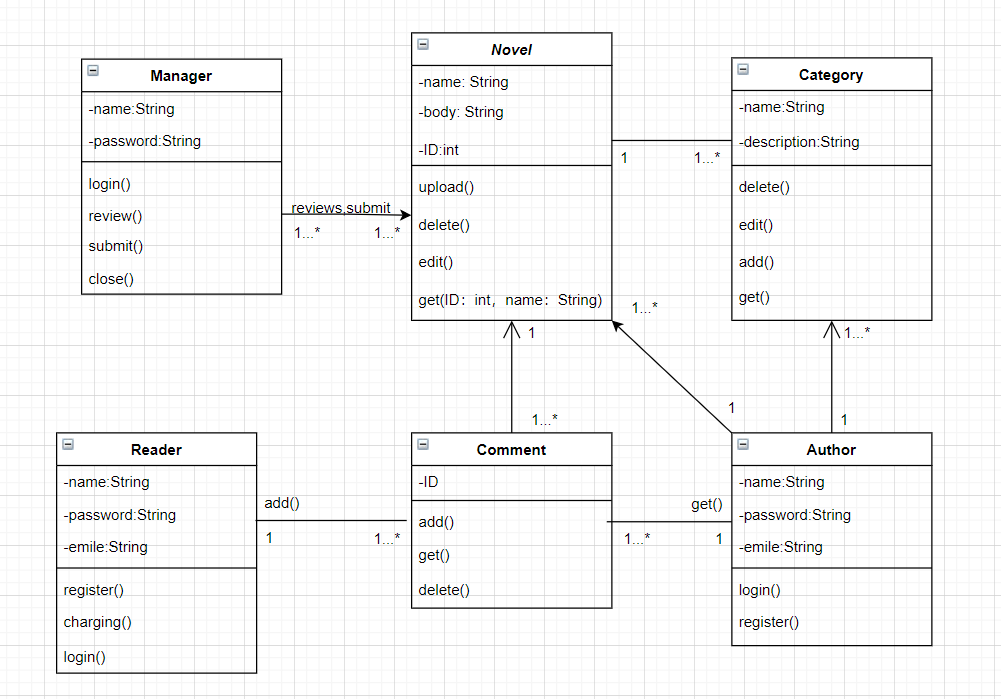 Manager
-name:String
-password:String
login()
review()
submit()
close()
reviews,submit
1...*
1...*
Novel
-name: String
-body: String
-ID:int
upload()
delete()
edit()
get(ID：int，name：String)
1
1...*
Category
-name:String
-description:String
delete()
edit()
add()
get()
1...*
1
1...*
1
1...*
1
1
Reader
-name:String
-password:String
-emile:String
register()
charging()
login()
add()
1
1...*
Comment
-ID
add()
get()
delete()
get()
1...*
1
Author
-name:String
-password:String
-emile:String
login()
register()